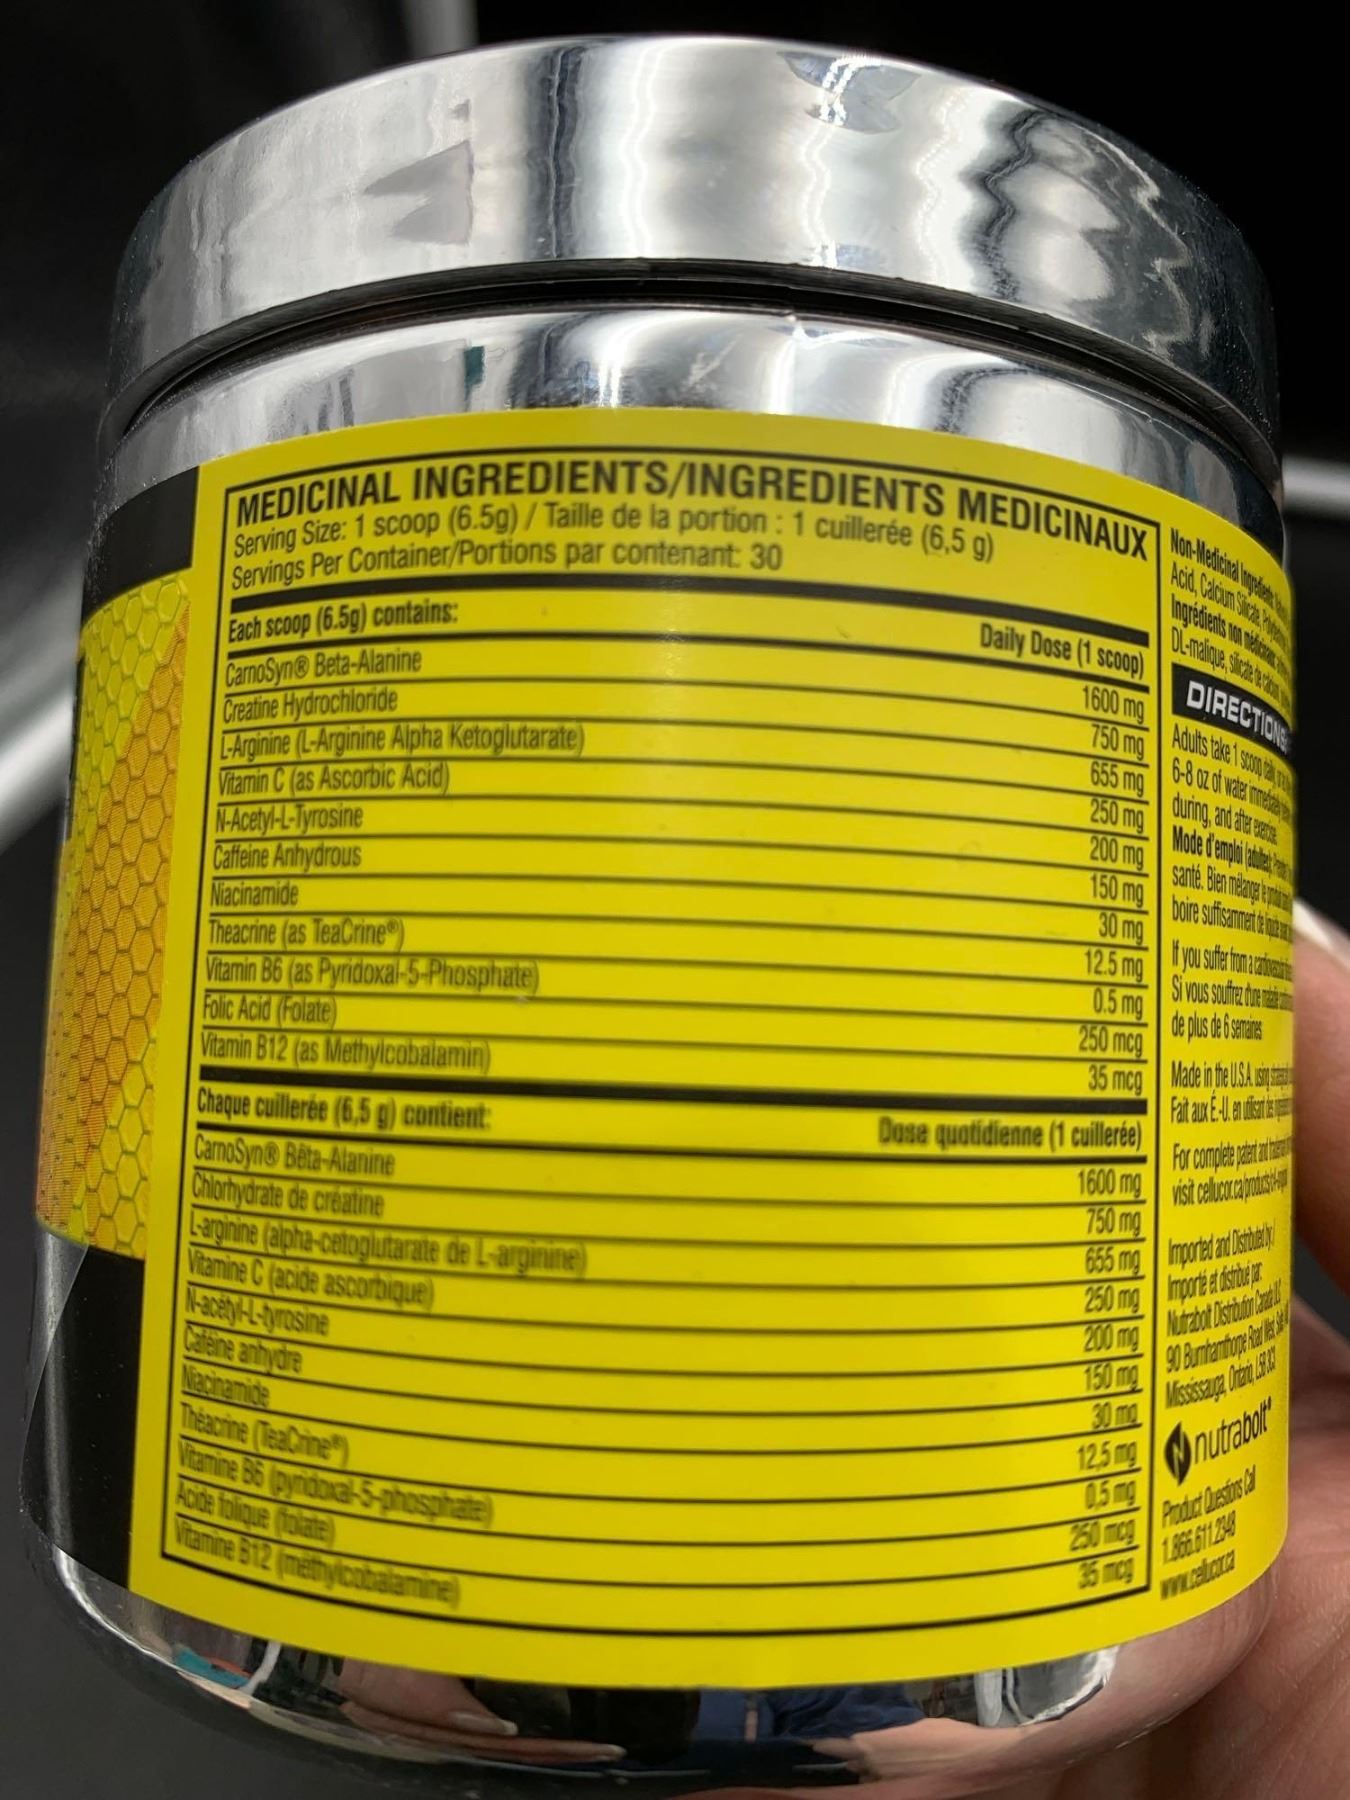 MEDICINAL INGREDIENTS/INGREDIENTS MEDICINAUX
Serving Size: 1 scoop (6.5g) / Taille de la portion : 1 cuillerée (6,5 g)
Servings Per Container/Portions par contenant: 30
Each scoop (6.5g) contains: Daily Dose (1 scoop)
CarnoSyn® Beta-Alanine 1600 mg
Creatine Hydrochloride 750 mg
L-Arginine (L-Arginine Alpha Ketoglutarate) 655 mg
Vitamin C (as Ascorbic Acid) 250 mg
N-Acetyl-L-Tyrosine 200 mg
Caffeine Anhydrous 150 mg
Niacinamide 30 mg
Theacrine (as TeaCrine®) 12.5 mg
Vitamin B6 (as Pyridoxal-5-Phosphate) 0.5 mg
Folic Acid (Folate) 250 mcg
Vitamin B12 (as Methylcobalamin) 35 mcg
Chaque cuillerée (6,5 g) contient: Dose quotidienne (1 cuillerée)
CarnoSyn® Bêta-Alanine 1600 mg
Chlorhydrate de créatine 750 mg
L-arginine (alpha-cétoglutarate de L-arginine) 655 mg
Vitamine C (acide ascorbique) 250 mg
N-acétyl-L-tyrosine 200 mg
Caféine anhydre 150 mg
Niacinamide 30 mg
Théacrine (TeaCrine®) 12,5 mg
Vitamine B6 (pyridoxal-5-phosphate) 0,5 mg
Acide folique (folate) 250 mcg
Vitamine B12 (méthylcobalamine) 35 mcg
Non-Medicinal Ingredients:
Acid, Calcium Silicate,
Ingrédients non médicinaux:
DL-malique, silicate de calcium,
DIRECTIONS
Adults take 1 scoop daily,
6-8 oz of water immediately
during, and after exercise.
Mode d'emploi (adultes):
santé. Bien mélanger le produit
boire suffisamment de liquide
If you suffer from a cardiovascular
Si vous souffrez d'une maladie
de plus de 6 semaines
Made in the U.S.A. using
Fait aux É.-U. en utilisant des
For complete patent and
visit cellucor.ca/products/
Imported and Distributed by/
Importé et distribué par:
Nutrabolt Distribution Canada ULC
90 Burnhamthorpe Road West,
Mississauga, Ontario, L5B 3C3
nutrabolt®
Product Questions Call
1.866.611.2348
www.cellucor.ca